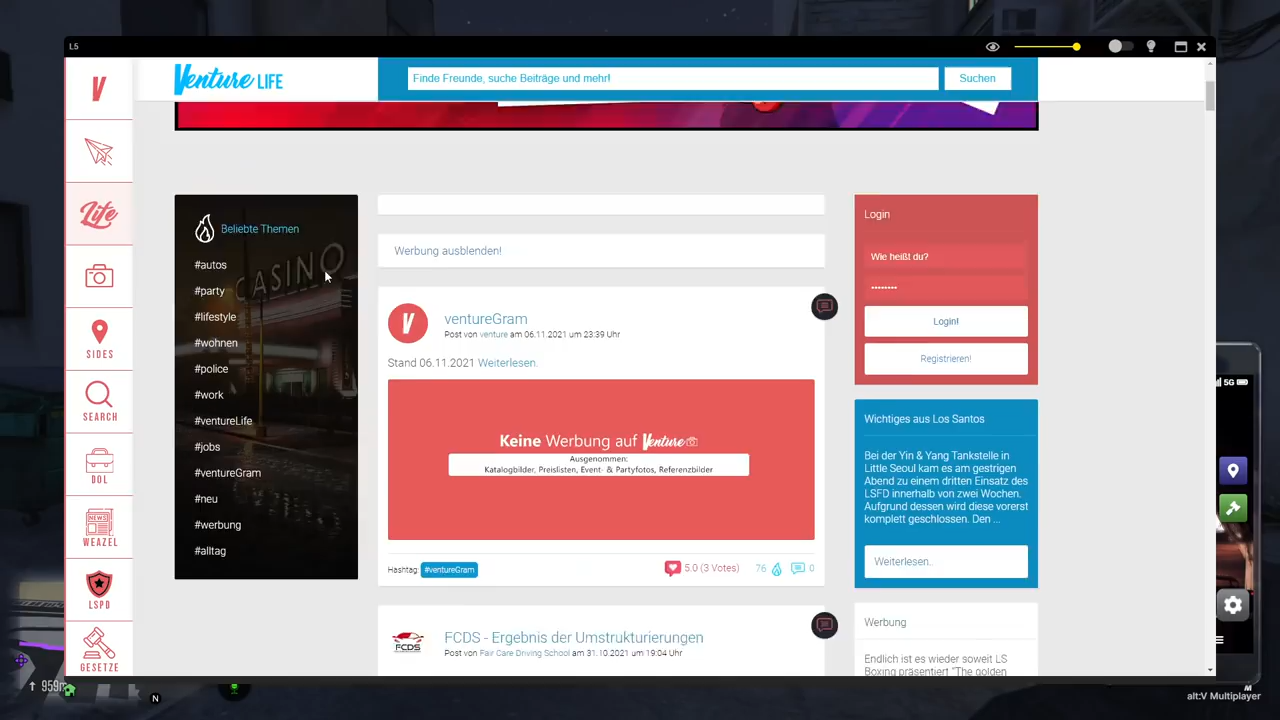 L5
Venture LIFE
Finde Freunde, suche Beiträge und mehr!
Suchen
V
Life
SIDES
SEARCH
DOL
NEWS
WEAZEL
LSPD
GESETZE
Beliebte Themen
CASINO
#autos
#party
#lifestyle
#wohnen
#police
#work
#ventureLife
#jobs
#ventureGram
#neu
#werbung
#alltag
Werbung ausblenden!
V
ventureGram
Post von venture am 06.11.2021 um 23:39 Uhr
Stand 06.11.2021 Weiterlesen.
Keine Werbung auf Venture
Ausgenommen:
Katalogbilder, Preislisten, Event- & Partyfotos, Referenzbilder
Hashtag: #ventureGram
5.0 (3 Votes)
76
0
FCDS
FCDS - Ergebnis der Umstrukturierungen
Post von Fair Care Driving School am 31.10.2021 um 19:04 Uhr
Login
Wie heißt du?
••••••••
Login!
Registrieren!
Wichtiges aus Los Santos
Bei der Yin & Yang Tankstelle in
Little Seoul kam es am gestrigen
Abend zu einem dritten Einsatz des
LSFD innerhalb von zwei Wochen.
Aufgrund dessen wird diese vorerst
komplett geschlossen. Den ...
Weiterlesen..
Werbung
Endlich ist es wieder soweit LS
Boxing präsentiert "The golden
5G
959m
N
M
alt:V Multiplayer